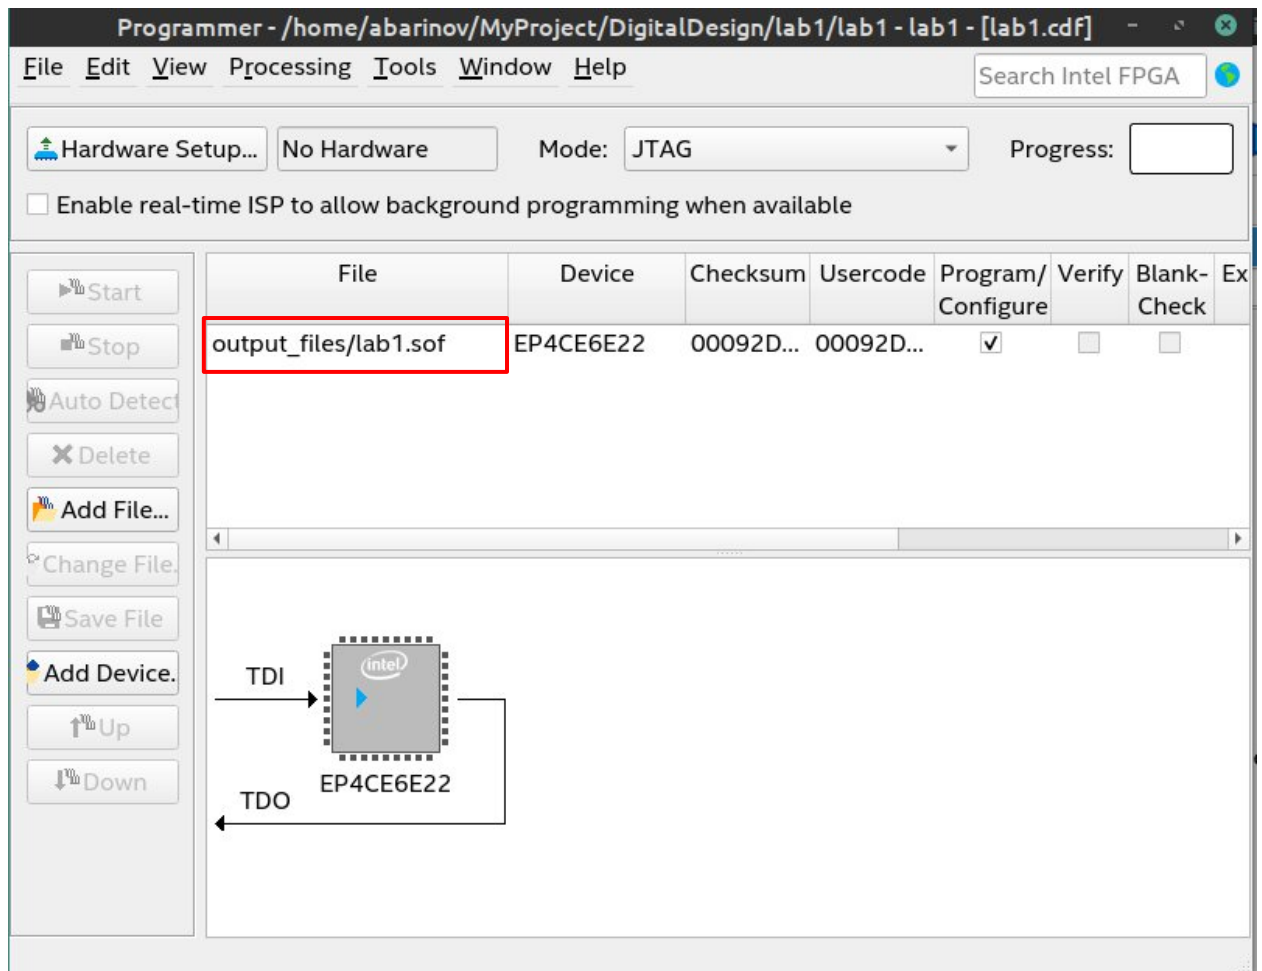 Programmer - /home/abarinov/MyProject/DigitalDesign/lab1/lab1 - lab1 - [lab1.cdf]
File Edit View Processing Tools Window Help
Search Intel FPGA
Hardware Setup... No Hardware Mode: JTAG Progress:
Enable real-time ISP to allow background programming when available
File Device Checksum Usercode Program/ Verify Blank- Ex
Configure Check
output_files/lab1.sof EP4CE6E22 00092D... 00092D...
Start
Stop
Auto Detect
Delete
Add File...
Change File.
Save File
Add Device.
Up
Down
intel
TDI
EP4CE6E22
TDO